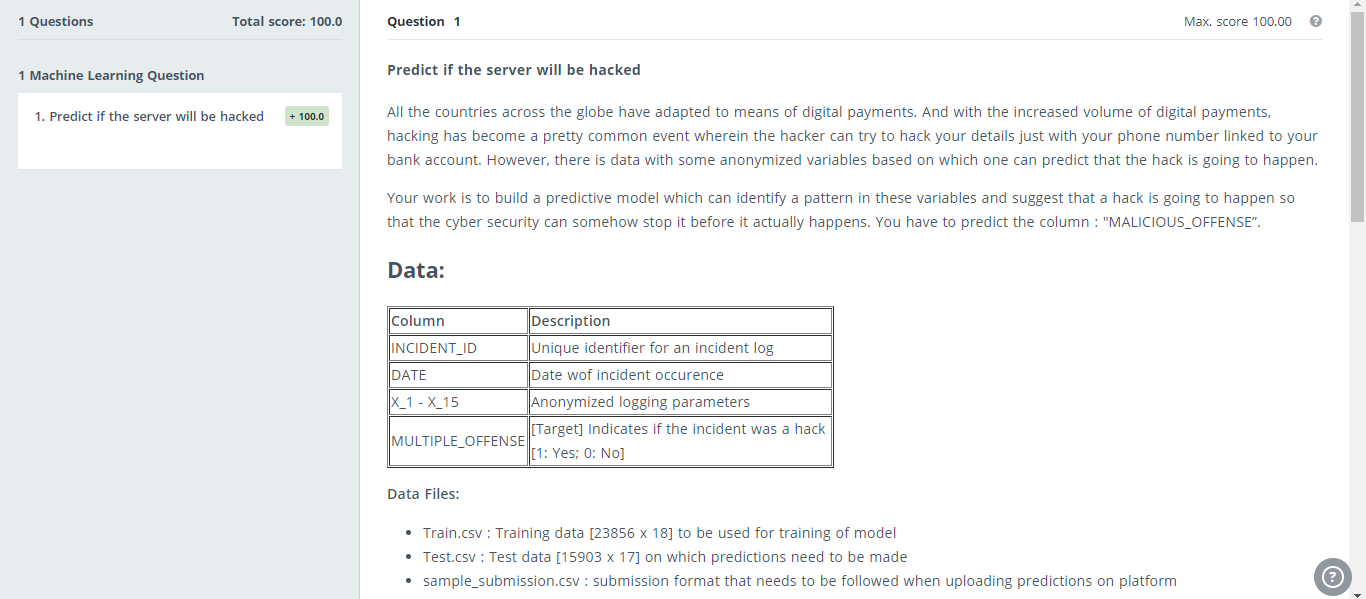 1 Questions
Total score: 100.0
1 Machine Learning Question
1. Predict if the server will be hacked
+ 100.0
Question 1
Max. score 100.00
?
Predict if the server will be hacked
All the countries across the globe have adapted to means of digital payments. And with the increased volume of digital payments,
hacking has become a pretty common event wherein the hacker can try to hack your details just with your phone number linked to your
bank account. However, there is data with some anonymized variables based on which one can predict that the hack is going to happen.
Your work is to build a predictive model which can identify a pattern in these variables and suggest that a hack is going to happen so
that the cyber security can somehow stop it before it actually happens. You have to predict the column : "MALICIOUS_OFFENSE”.
Data:
Column Description
INCIDENT_ID Unique identifier for an incident log
DATE Date wof incident occurence
X_1 - X_15 Anonymized logging parameters
MULTIPLE_OFFENSE [Target] Indicates if the incident was a hack
[1: Yes; 0: No]
Data Files:
• Train.csv : Training data [23856 x 18] to be used for training of model
• Test.csv : Test data [15903 x 17] on which predictions need to be made
• sample_submission.csv : submission format that needs to be followed when uploading predictions on platform
?